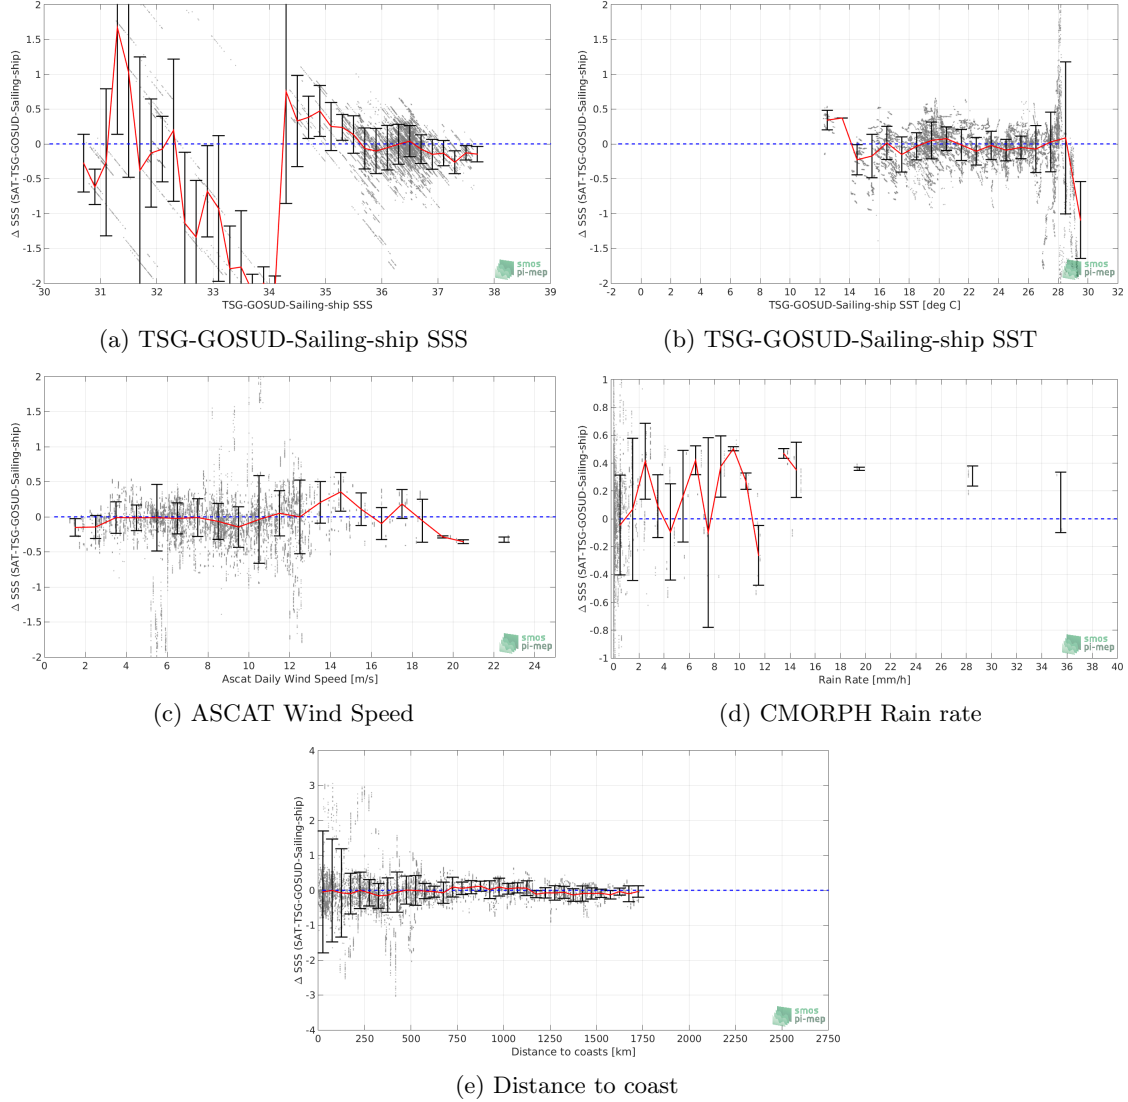 2
1.5
1
0.5
0
-0.5
-1
-1.5
-2
Δ SSS (SAT-TSG-GOSUD-Sailing-ship)
30 31 32 33 34 35 36 37 38 39
TSG-GOSUD-Sailing-ship SSS
smos
pi-mep
(a) TSG-GOSUD-Sailing-ship SSS
2
1.5
1
0.5
0
-0.5
-1
-1.5
-2
Δ SSS (SAT-TSG-GOSUD-Sailing-ship)
-2 0 2 4 6 8 10 12 14 16 18 20 22 24 26 28 30 32
TSG-GOSUD-Sailing-ship SST [deg C]
smos
pi-mep
(b) TSG-GOSUD-Sailing-ship SST
2
1.5
1
0.5
0
-0.5
-1
-1.5
-2
Δ SSS (SAT-TSG-GOSUD-Sailing-ship)
0 2 4 6 8 10 12 14 16 18 20 22 24
Ascat Daily Wind Speed [m/s]
smos
pi-mep
(c) ASCAT Wind Speed
1
0.8
0.6
0.4
0.2
0
-0.2
-0.4
-0.6
-0.8
-1
Δ SSS (SAT-TSG-GOSUD-Sailing-ship)
0 2 4 6 8 10 12 14 16 18 20 22 24 26 28 30 32 34 36 38 40
Rain Rate [mm/h]
smos
pi-mep
(d) CMORPH Rain rate
4
3
2
1
0
-1
-2
-3
-4
Δ SSS (SAT-TSG-GOSUD-Sailing-ship)
0 250 500 750 1000 1250 1500 1750 2000 2250 2500 2750
Distance to coasts [km]
smos
pi-mep
(e) Distance to coast